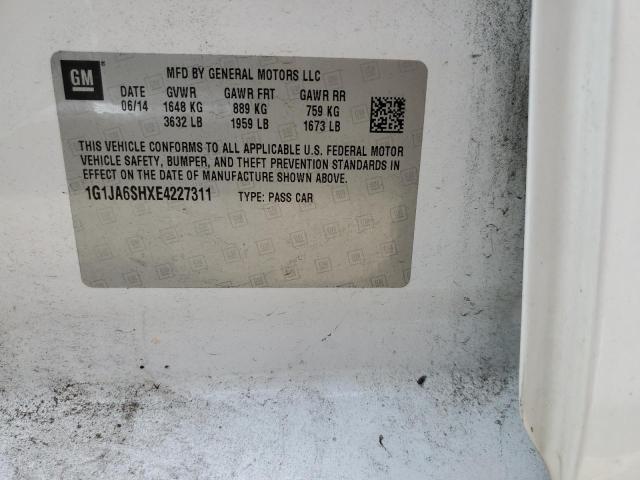 GM
MFD BY GENERAL MOTORS LLC
DATE GVWR GAWR FRT GAWR RR
06/14 1648 KG 889 KG 759 KG
3632 LB 1959 LB 1673 LB
THIS VEHICLE CONFORMS TO ALL APPLICABLE U.S. FEDERAL MOTOR
VEHICLE SAFETY, BUMPER, AND THEFT PREVENTION STANDARDS IN
EFFECT ON THE DATE OF MANUFACTURE SHOWN ABOVE.
1G1JA6SHXE4227311 TYPE: PASS CAR